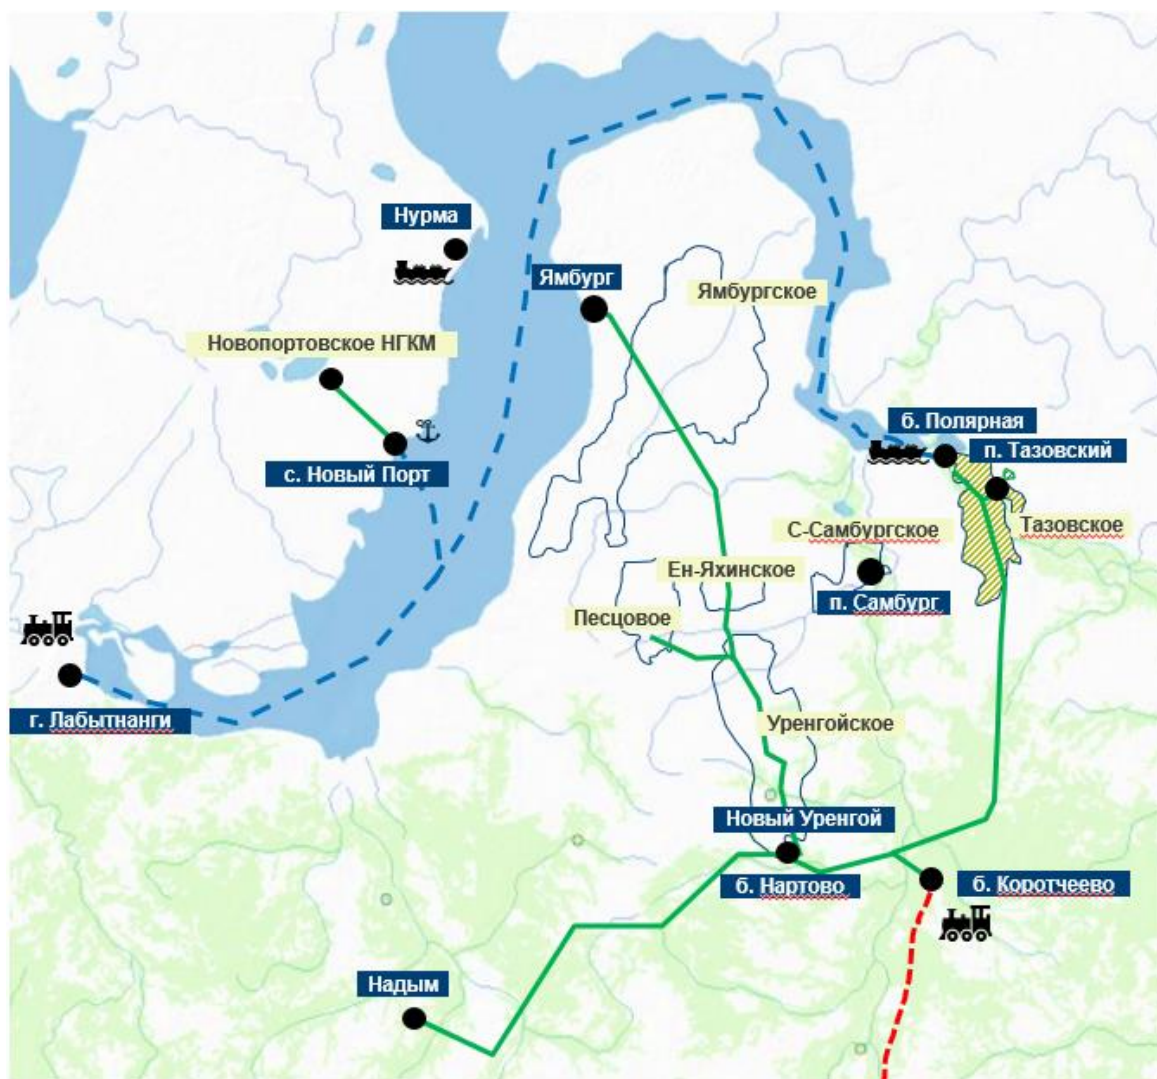 Нурма
Ямбург
Ямбургское
Новопортовское НГКМ
б. Полярная
п. Тазовский
с. Новый Порт
С-Самбургское
Тазовское
Ен-Яхинское
п. Самбург
Песцовое
г. Лабытнанги
Уренгойское
Новый Уренгой
б. Нартово
б. Коротчеево
Надым